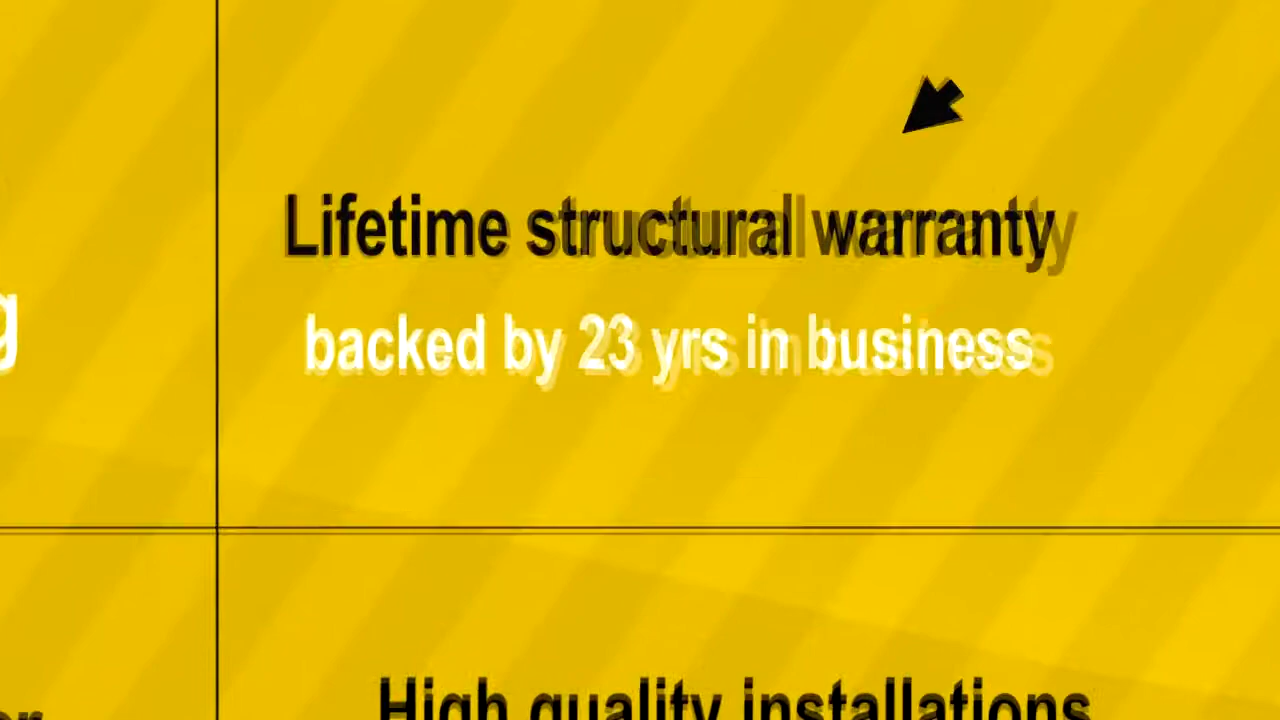 Lifetime structural warranty
backed by 23 yrs in business
High quality installations